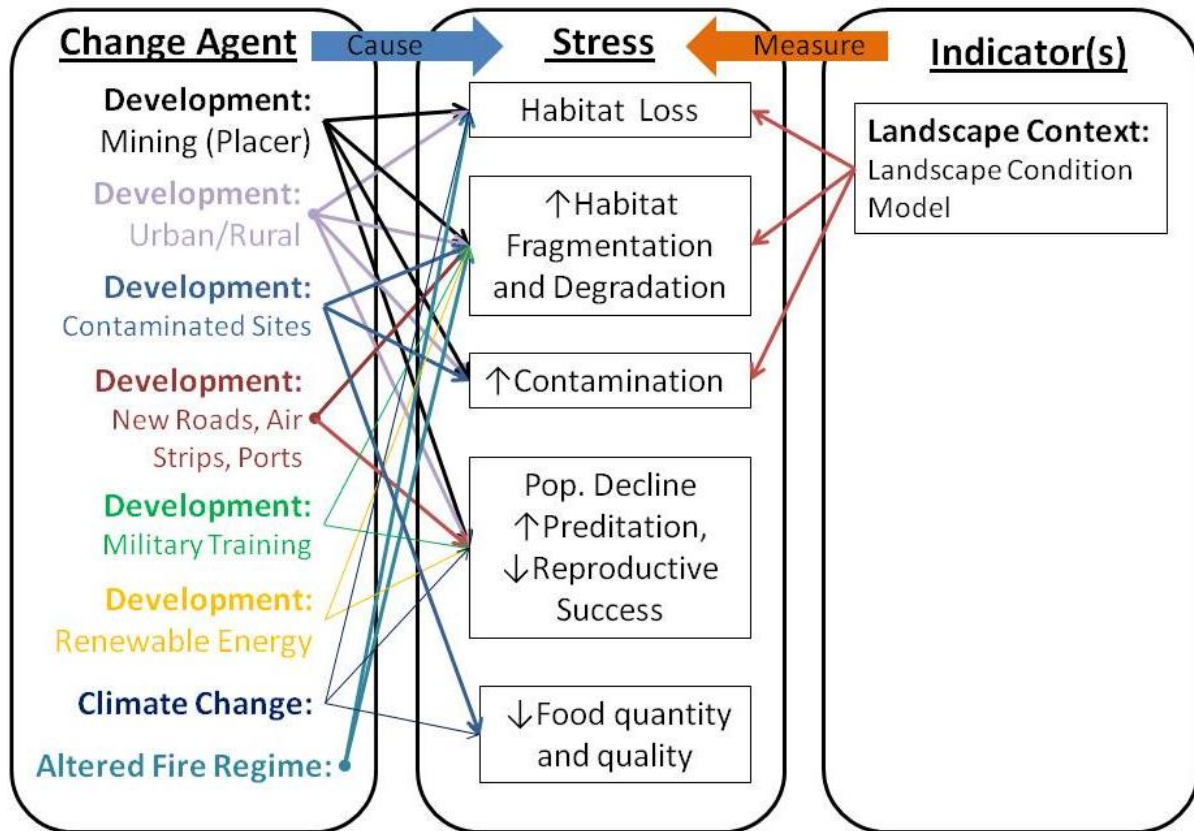 Change Agent
Cause
Stress
Measure
Indicator(s)
Development:
Mining (Placer)
Development:
Urban/Rural
Development:
Contaminated Sites
Development:
New Roads, Air
Strips, Ports
Development:
Military Training
Development:
Renewable Energy
Climate Change:
Altered Fire Regime:
Habitat Loss
↑Habitat
Fragmentation
and Degradation
↑Contamination
Pop. Decline
↑Preditation,
↓Reproductive
Success
↓Food quantity
and quality
Landscape Context:
Landscape Condition
Model